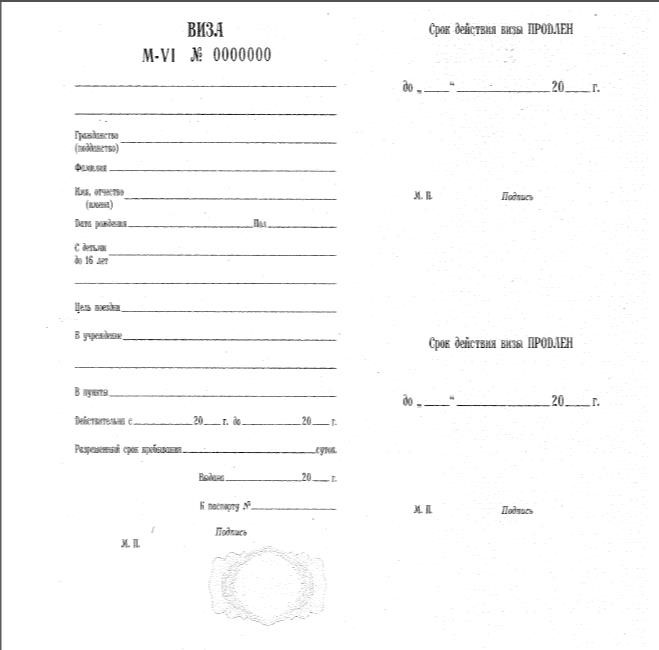 ВИЗА
М-VI № 0000000
Гражданство
(подданство)
Фамилия
Имя, отчество
(имена)
Дата рождения Пол
С детьми
до 16 лет
Цель поездки
В учреждение
В пункты
Действительна с 20 г. до 20 г.
Разрешенный срок пребывания суток.
Выдана 20 г.
К паспорту №
Подпись
М. П.
Срок действия визы ПРОДЛЕН
до „ “ 20 г.
М. П. Подпись
Срок действия визы ПРОДЛЕН
до „ “ 20 г.
М. П. Подпись